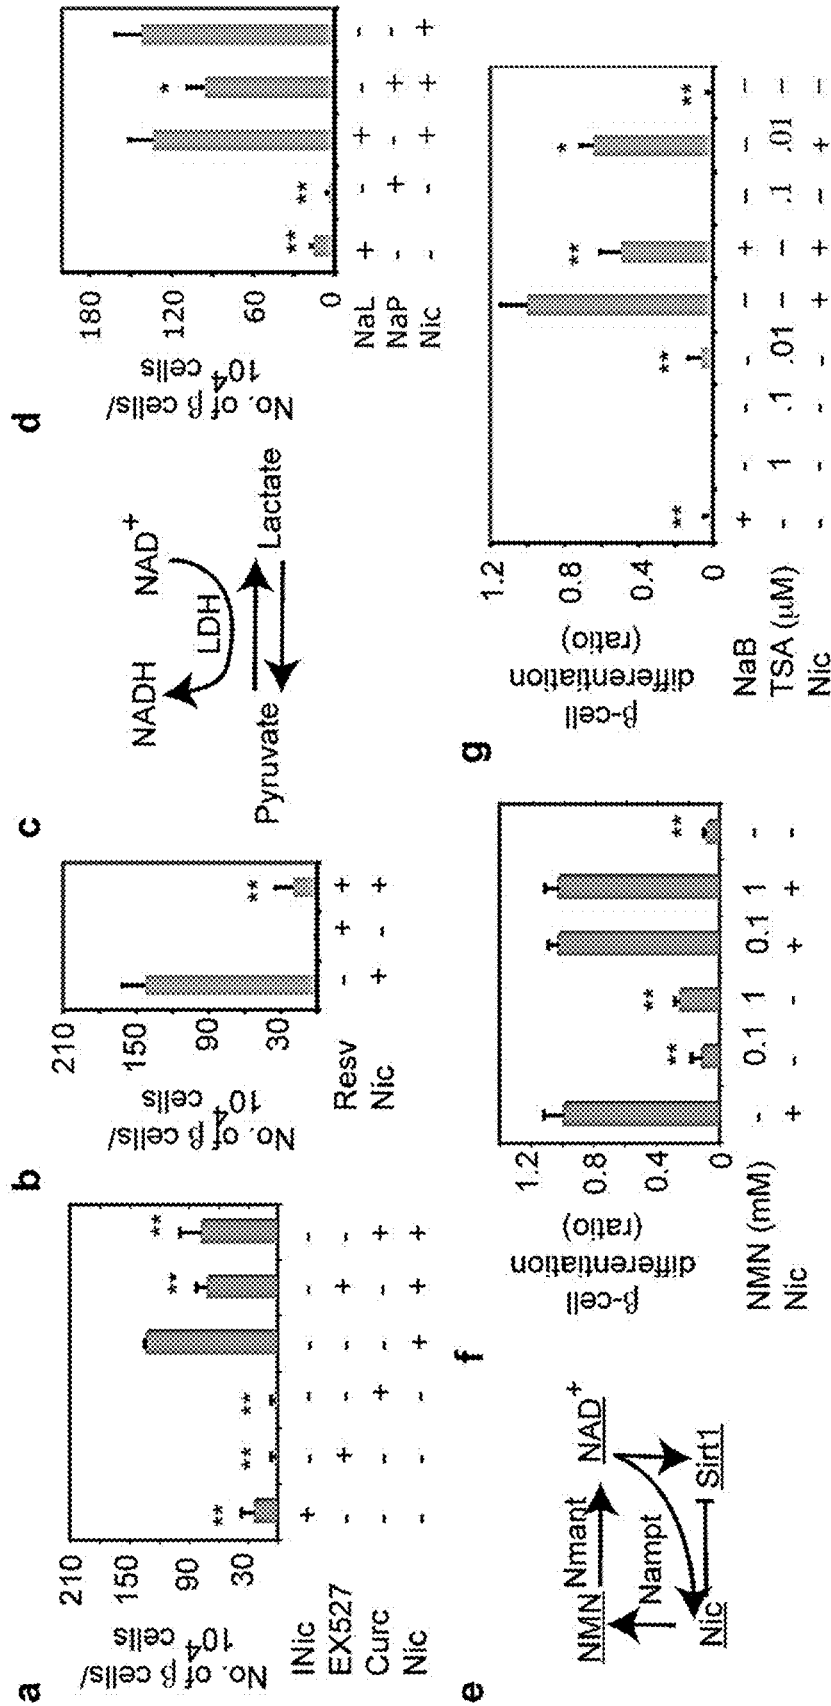 a
No. of β cells/
10⁴ cells
210
150
90
30
** ** ** ** **
INic + - - - - -
EX527 - + - - + -
Curc - - + - - +
Nic - - - + + +
b
No. of β cells/
10⁴ cells
210
150
90
30
**
Resv - + +
Nic + - +
c
NADH NAD⁺
LDH
Pyruvate Lactate
d
No. of β cells/
10⁴ cells
180
120
60
0
** ** *
NaL + - + - -
NaP - + - + -
Nic - - + + +
e
NMN Nmant NAD⁺
Nampt
Nic Sirt1
f
β-cell
differentiation
(ratio)
1.2
0.8
0.4
0
** ** **
NMN (mM) - 0.1 1 0.1 1 -
Nic + - - + + -
g
β-cell
differentiation
(ratio)
1.2
0.8
0.4
0
** ** ** * **
NaB + - - - - + - - -
TSA (μM) - 1 .1 .01 - - .1 .01 -
Nic - - - - + + - + -